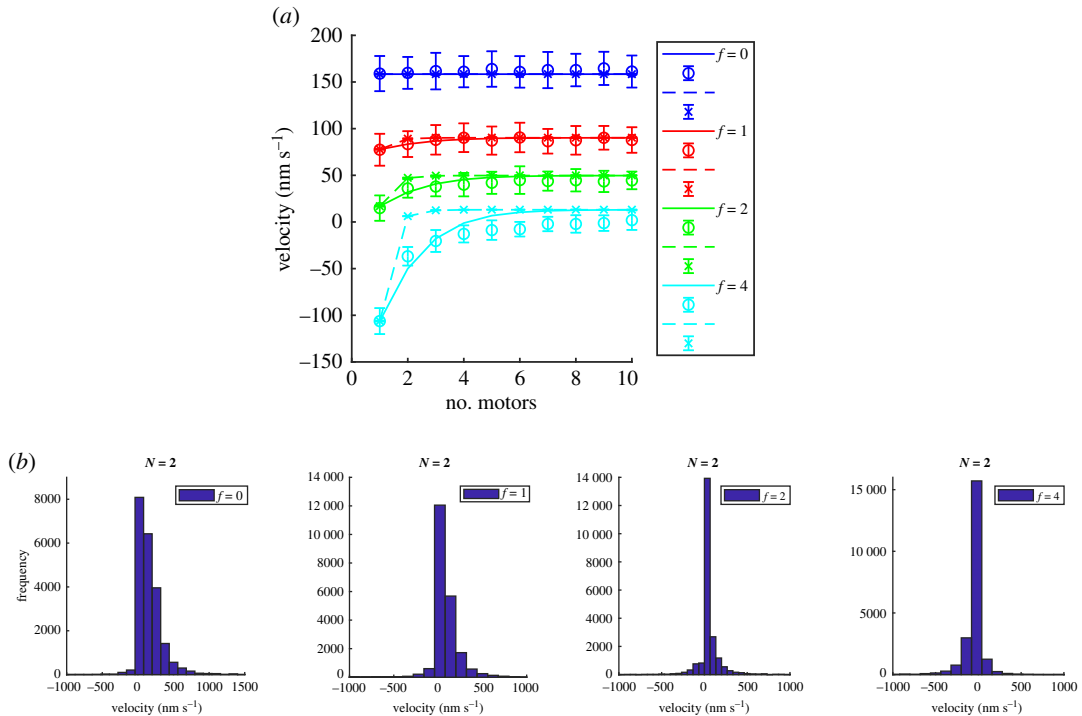 (a)
200
150
100
50
0
−50
−100
−150
velocity (nm s−1)
0 2 4 6 8 10
no. motors
f = 0
f = 1
f = 2
f = 4
(b)
N = 2
8000
6000
4000
2000
0
frequency
−1000 −500 0 500 1000 1500
velocity (nm s−1)
f = 0
N = 2
14 000
12 000
10 000
8000
6000
4000
2000
0
−1000 −500 0 500 1000
velocity (nm s−1)
f = 1
N = 2
14 000
12 000
10 000
8000
6000
4000
2000
0
−1000 −500 0 500 1000
velocity (nm s−1)
f = 2
N = 2
15 000
10 000
5000
0
−1000 −500 0 500 1000
velocity (nm s−1)
f = 4